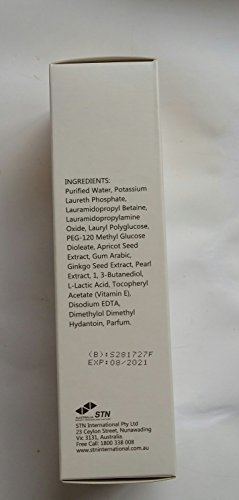 INGREDIENTS:
Purified Water, Potassium
Laureth Phosphate,
Lauramidopropyl Betaine,
Lauramidopropylamine
Oxide, Lauryl Polyglucose,
PEG-120 Methyl Glucose
Dioleate, Apricot Seed
Extract, Gum Arabic,
Ginkgo Seed Extract, Pearl
Extract, 1, 3-Butanediol,
L-Lactic Acid, Tocopheryl
Acetate (Vitamin E),
Disodium EDTA,
Dimethylol Dimethyl
Hydantoin, Parfum.
(B):S281727F
EXP:08/2021
STN
STN International Pty Ltd
23 Ceylon Street, Nunawading
Vic 3131, Australia.
Free Call 1800 338 008
www.strinternational.com.au